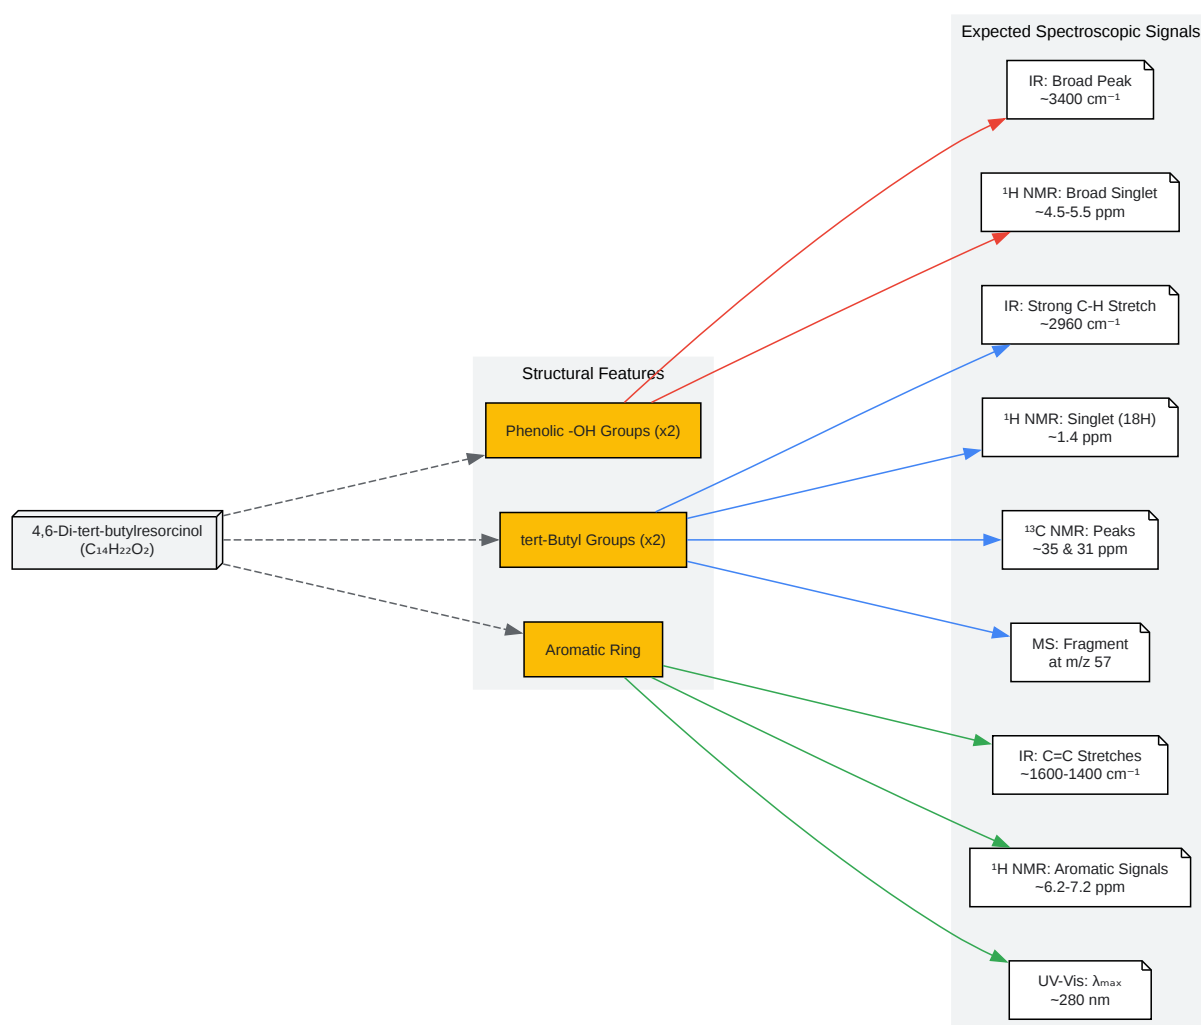 Expected Spectroscopic Signals
IR: Broad Peak
~3400 cm⁻¹
¹H NMR: Broad Singlet
~4.5-5.5 ppm
IR: Strong C-H Stretch
~2960 cm⁻¹
Structural Features
Phenolic -OH Groups (x2)
¹H NMR: Singlet (18H)
~1.4 ppm
4,6-Di-tert-butylresorcinol
(C₁₄H₂₂O₂)
tert-Butyl Groups (x2)
¹³C NMR: Peaks
~35 & 31 ppm
Aromatic Ring
MS: Fragment
at m/z 57
IR: C=C Stretches
~1600-1400 cm⁻¹
¹H NMR: Aromatic Signals
~6.2-7.2 ppm
UV-Vis: λₘₐₓ
~280 nm